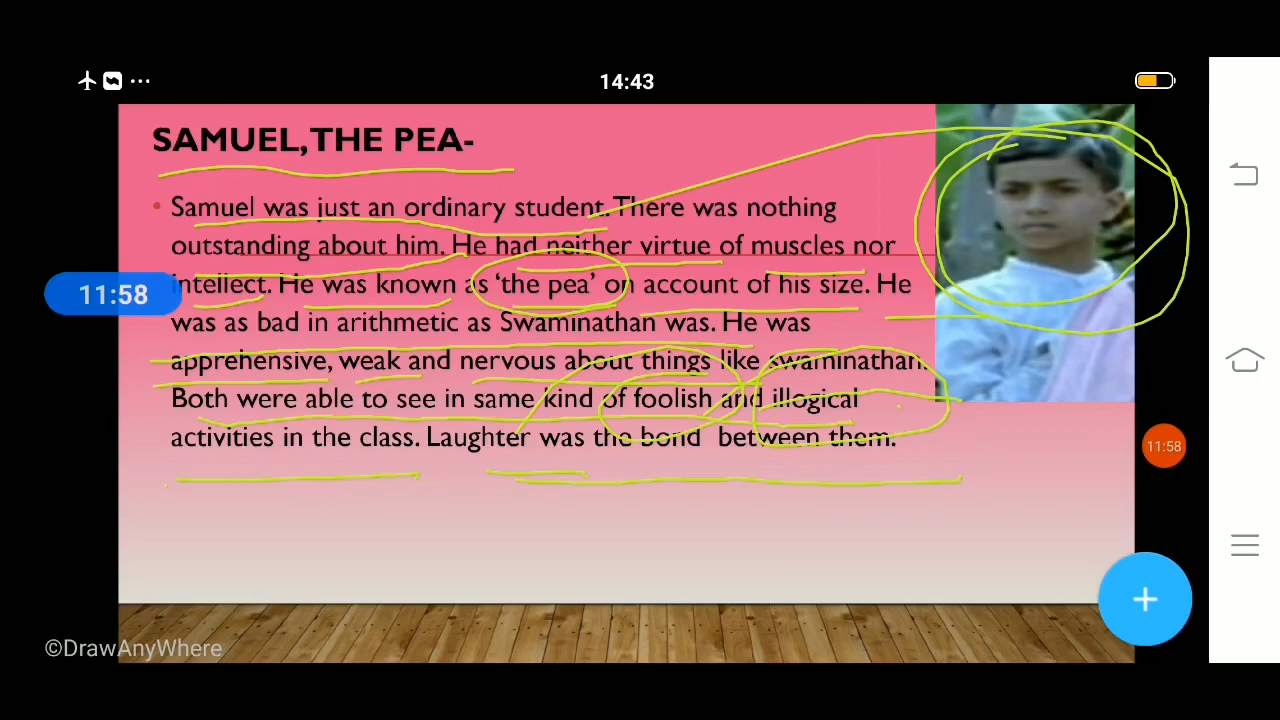 14:43
SAMUEL, THE PEA-
• Samuel was just an ordinary student. There was nothing
outstanding about him. He had neither virtue of muscles nor
intellect. He was known as ‘the pea’ on account of his size. He
11:58
was as bad in arithmetic as Swaminathan was. He was
apprehensive, weak and nervous about things like swaminathan.
Both were able to see in same kind of foolish and illogical
activities in the class. Laughter was the bond between them.
11:58
©DrawAnyWhere